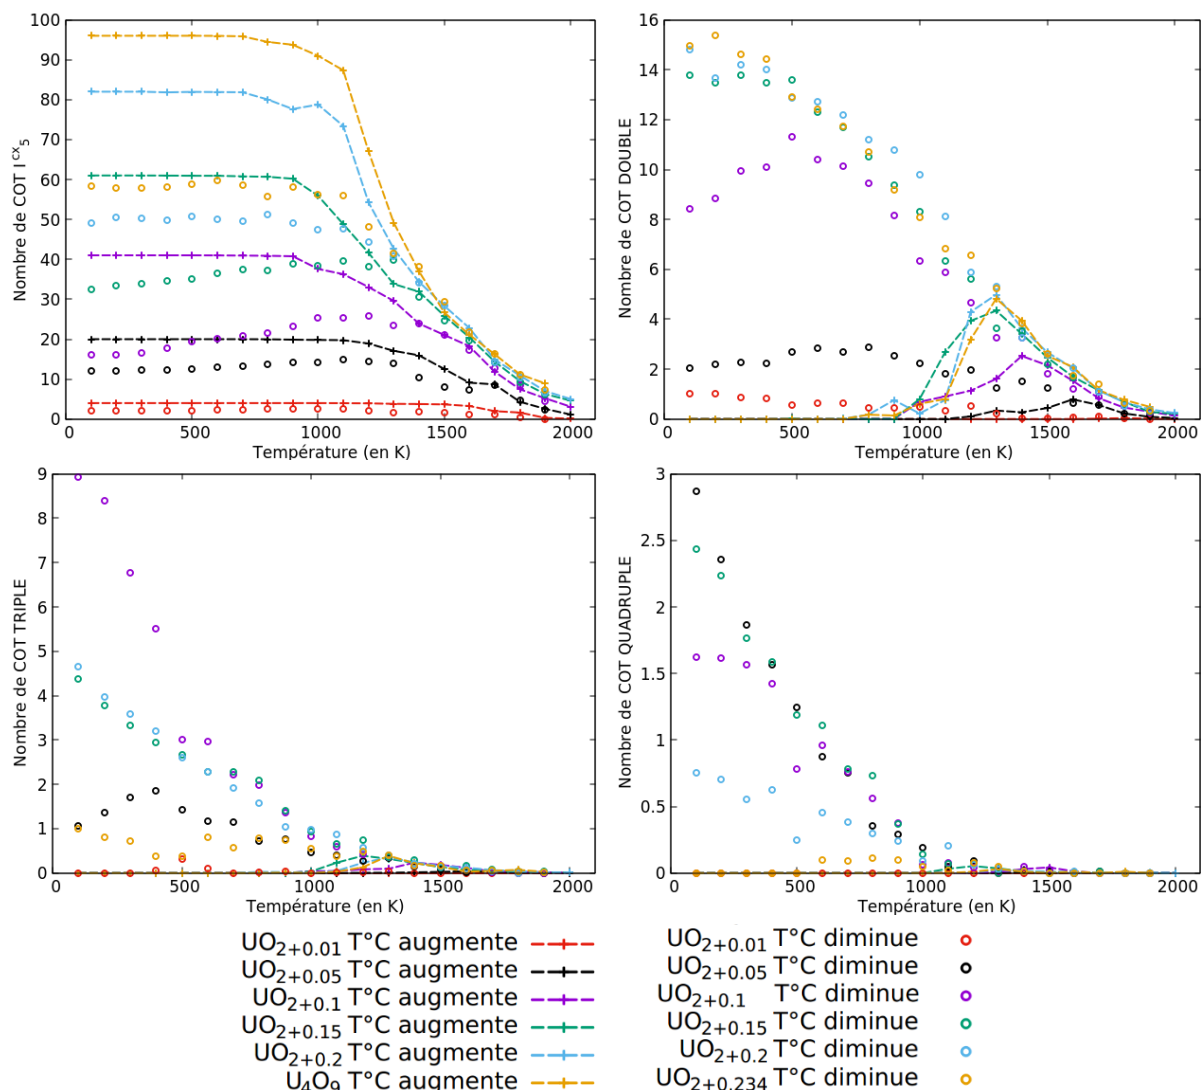 100
90
80
70
60
50
40
30
20
10
0
Nombre de COT I^cx_5
0 500 1000 1500 2000
Température (en K)
16
14
12
10
8
6
4
2
0
Nombre de COT DOUBLE
0 500 1000 1500 2000
Température (en K)
9
8
7
6
5
4
3
2
1
0
Nombre de COT TRIPLE
0 500 1000 1500 2000
Température (en K)
3
2.5
2
1.5
1
0.5
0
Nombre de COT QUADRUPLE
0 500 1000 1500 2000
Température (en K)
UO2+0.01 T°C augmente
UO2+0.05 T°C augmente
UO2+0.1 T°C augmente
UO2+0.15 T°C augmente
UO2+0.2 T°C augmente
U4O9 T°C augmente
UO2+0.01 T°C diminue
UO2+0.05 T°C diminue
UO2+0.1 T°C diminue
UO2+0.15 T°C diminue
UO2+0.2 T°C diminue
UO2+0.234 T°C diminue